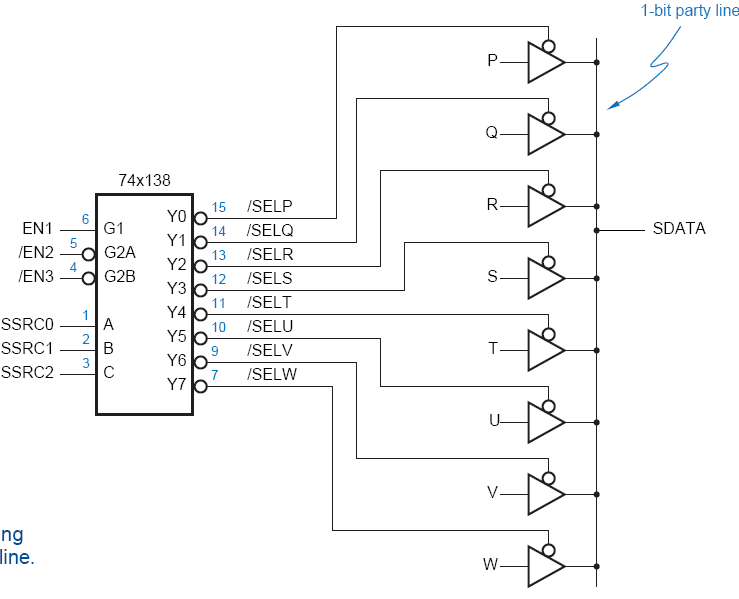 1-bit party line
P
Q
74x138
R
15 /SELP
Y0
EN1 6 G1
14 /SELQ
Y1
SDATA
/EN2 5 G2A
13 /SELR
Y2
/EN3 4 G2B
12 /SELS
Y3
S
11 /SELT
Y4
SSRC0 1 A
10 /SELU
Y5
SSRC1 2 B
9 /SELV
Y6
T
SSRC2 3 C
7 /SELW
Y7
U
V
ng
line.
W